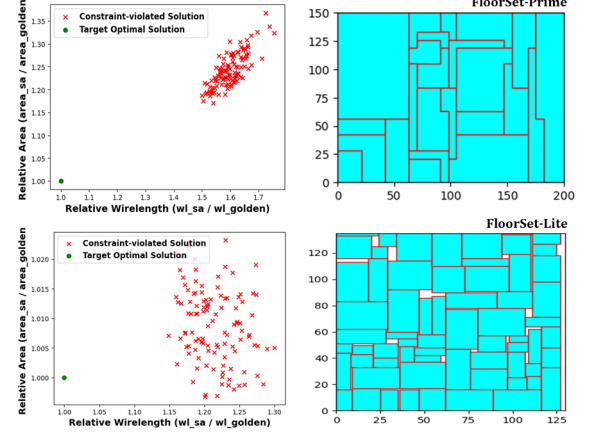 FloorSet-Prime
Constraint-violated Solution
Target Optimal Solution
Relative Area (area_sa / area_golden
1.35
1.30
1.25
1.20
1.15
1.10
1.05
1.00
1.0 1.1 1.2 1.3 1.4 1.5 1.6 1.7
Relative Wirelength (wl_sa / wl_golden)
150
125
100
75
50
25
0
0 50 100 150 200
FloorSet-Lite
Constraint-violated Solution
Target Optimal Solution
Relative Area (area_sa / area_golden
1.020
1.015
1.010
1.005
1.000
1.00 1.05 1.10 1.15 1.20 1.25 1.30
Relative Wirelength (wl_sa / wl_golden)
120
100
80
60
40
20
0
0 25 50 75 100 125